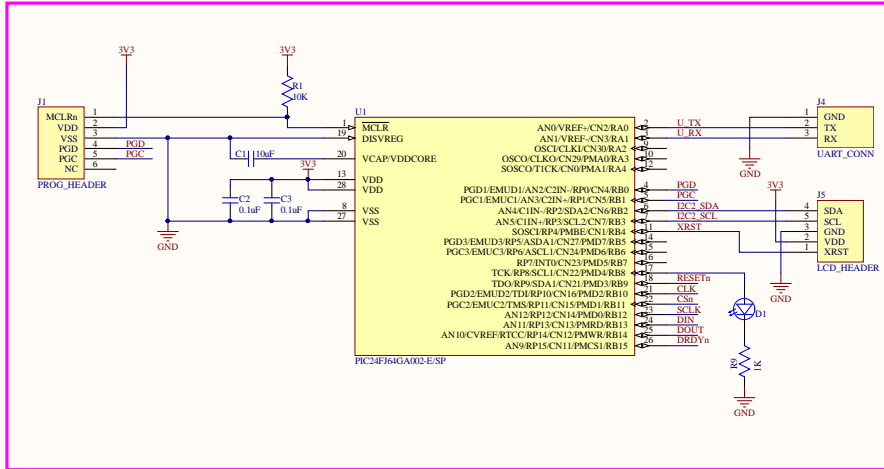 3V3
3V3
R1
10K
J1
MCLRn 1
VDD 2
VSS 3
PGD 4 PGD
PGC 5 PGC
NC 6
PROG_HEADER
C1 10uF
3V3
C2
0.1uF
C3
0.1uF
GND
U1
1 MCLR
19 DISVREG
20 VCAP/VDDCORE
13 VDD
28 VDD
8 VSS
27 VSS
AN0/VREF+/CN2/RA0 2 U_TX
AN1/VREF-/CN3/RA1 3 U_RX
OSCI/CLKI/CN30/RA2 9
OSCO/CLKO/CN29/PMA0/RA3 10
SOSCO/T1CK/CN0/PMA1/RA4 12
PGD1/EMUD1/AN2/C2IN-/RP0/CN4/RB0 4 PGD
PGC1/EMUC1/AN3/C2IN+/RP1/CN5/RB1 5 PGC
AN4/C1IN-/RP2/SDA2/CN6/RB2 6 I2C2_SDA
AN5/C1IN+/RP3/SCL2/CN7/RB3 7 I2C2_SCL
SOSCI/RP4/PMBE/CN1/RB4 11 XRST
PGD3/EMUD3/RP5/ASDA1/CN27/PMD7/RB5 14
PGC3/EMUC3/RP6/ASCL1/CN24/PMD6/RB6 15
RP7/INT0/CN23/PMD5/RB7 16
TCK/RP8/SCL1/CN22/PMD4/RB8 17
TDO/RP9/SDA1/CN21/PMD3/RB9 18 RESETn
PGD2/EMUD2/TDI/RP10/CN16/PMD2/RB10 21 CLK
PGC2/EMUC2/TMS/RP11/CN15/PMD1/RB11 22 CSn
AN12/RP12/CN14/PMD0/RB12 23 SCLK
AN11/RP13/CN13/PMRD/RB13 24 DIN
AN10/CVREF/RTCC/RP14/CN12/PMWR/RB14 25 DOUT
AN9/RP15/CN11/PMCS1/RB15 26 DRDYn
PIC24FJ64GA002-E/SP
J4
1 GND
2 TX
3 RX
UART_CONN
GND
3V3
J5
4 SDA
5 SCL
3 GND
2 VDD
1 XRST
LCD_HEADER
GND
D1
R9
1K
GND